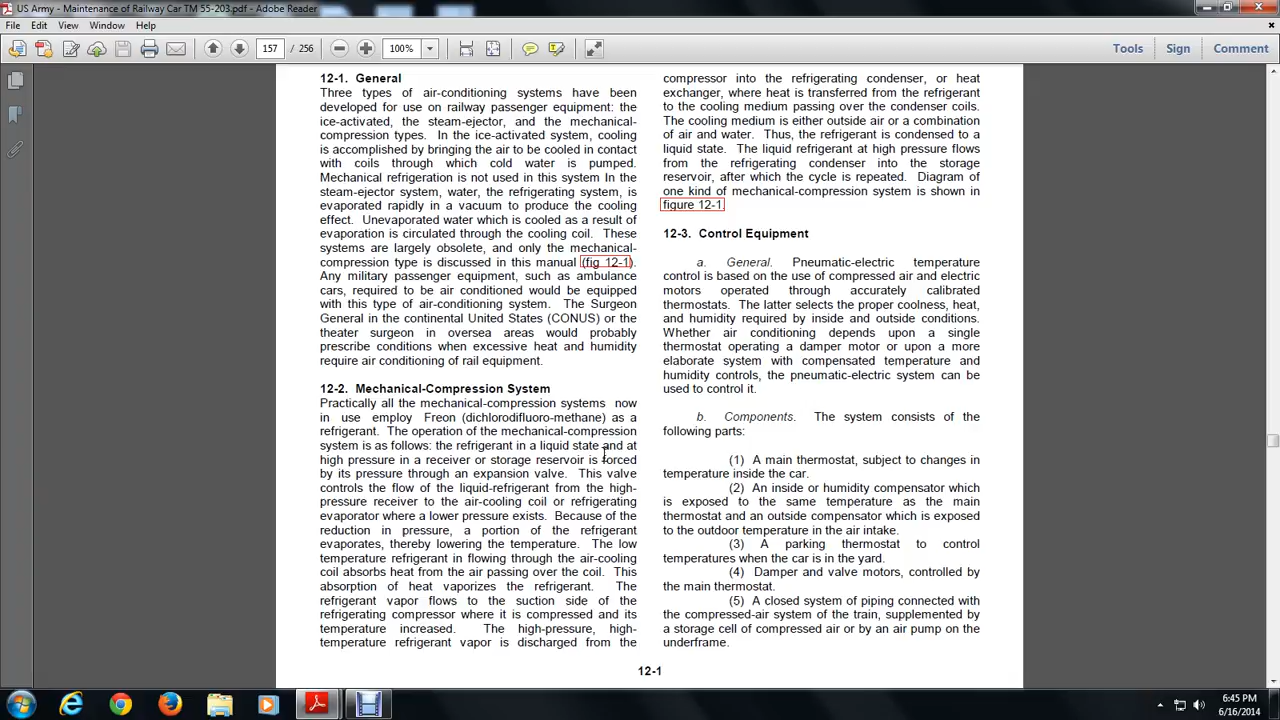 US Army - Maintenance of Railway Car TM 55-203.pdf - Adobe Reader
File Edit View Window Help
157 / 256 100% Tools Sign Comment
12-1. General
Three types of air-conditioning systems have been
developed for use on railway passenger equipment: the
ice-activated, the steam-ejector, and the mechanical-
compression types. In the ice-activated system, cooling
is accomplished by bringing the air to be cooled in contact
with coils through which cold water is pumped.
Mechanical refrigeration is not used in this system In the
steam-ejector system, water, the refrigerating system, is
evaporated rapidly in a vacuum to produce the cooling
effect. Unevaporated water which is cooled as a result of
evaporation is circulated through the cooling coil. These
systems are largely obsolete, and only the mechanical-
compression type is discussed in this manual (fig 12-1).
Any military passenger equipment, such as ambulance
cars, required to be air conditioned would be equipped
with this type of air-conditioning system. The Surgeon
General in the continental United States (CONUS) or the
theater surgeon in oversea areas would probably
prescribe conditions when excessive heat and humidity
require air conditioning of rail equipment.
12-2. Mechanical-Compression System
Practically all the mechanical-compression systems now
in use employ Freon (dichlorodifluoro-methane) as a
refrigerant. The operation of the mechanical-compression
system is as follows: the refrigerant in a liquid state and at
high pressure in a receiver or storage reservoir is forced
by its pressure through an expansion valve. This valve
controls the flow of the liquid-refrigerant from the high-
pressure receiver to the air-cooling coil or refrigerating
evaporator where a lower pressure exists. Because of the
reduction in pressure, a portion of the refrigerant
evaporates, thereby lowering the temperature. The low
temperature refrigerant in flowing through the air-cooling
coil absorbs heat from the air passing over the coil. This
absorption of heat vaporizes the refrigerant. The
refrigerant vapor flows to the suction side of the
refrigerating compressor where it is compressed and its
temperature increased. The high-pressure, high-
temperature refrigerant vapor is discharged from the
compressor into the refrigerating condenser, or heat
exchanger, where heat is transferred from the refrigerant
to the cooling medium passing over the condenser coils.
The cooling medium is either outside air or a combination
of air and water. Thus, the refrigerant is condensed to a
liquid state. The liquid refrigerant at high pressure flows
from the refrigerating condenser into the storage
reservoir, after which the cycle is repeated. Diagram of
one kind of mechanical-compression system is shown in
figure 12-1.
12-3. Control Equipment
a. General. Pneumatic-electric temperature
control is based on the use of compressed air and electric
motors operated through accurately calibrated
thermostats. The latter selects the proper coolness, heat,
and humidity required by inside and outside conditions.
Whether air conditioning depends upon a single
thermostat operating a damper motor or upon a more
elaborate system with compensated temperature and
humidity controls, the pneumatic-electric system can be
used to control it.
b. Components. The system consists of the
following parts:
(1) A main thermostat, subject to changes in
temperature inside the car.
(2) An inside or humidity compensator which
is exposed to the same temperature as the main
thermostat and an outside compensator which is exposed
to the outdoor temperature in the air intake.
(3) A parking thermostat to control
temperatures when the car is in the yard.
(4) Damper and valve motors, controlled by
the main thermostat.
(5) A closed system of piping connected with
the compressed-air system of the train, supplemented by
a storage cell of compressed air or by an air pump on the
underframe.
12-1
6:45 PM
6/16/2014